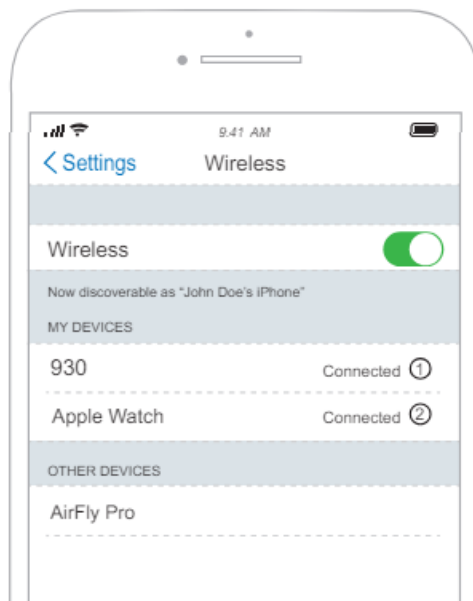 9.41 AM
Settings Wireless
Wireless
Now discoverable as “John Doe's iPhone”
MY DEVICES
930 Connected 1
Apple Watch Connected 2
OTHER DEVICES
AirFly Pro